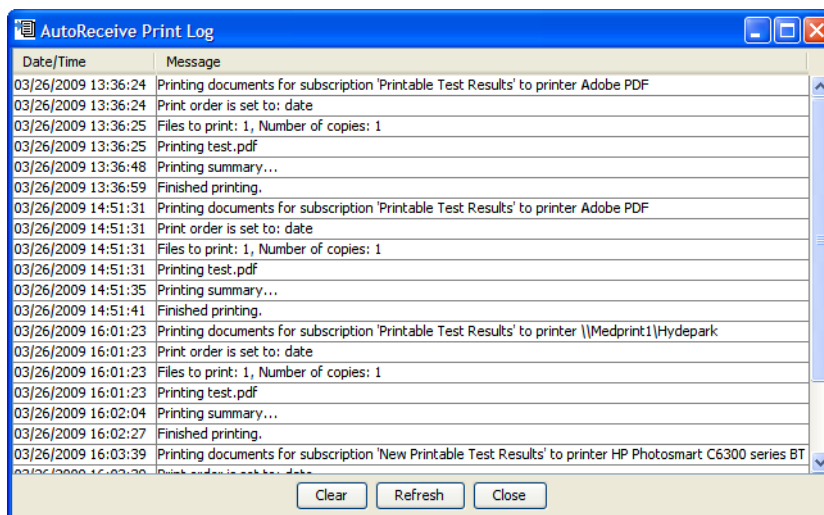 AutoReceive Print Log
Date/Time Message
03/26/2009 13:36:24 Printing documents for subscription 'Printable Test Results' to printer Adobe PDF
03/26/2009 13:36:24 Print order is set to: date
03/26/2009 13:36:25 Files to print: 1, Number of copies: 1
03/26/2009 13:36:25 Printing test.pdf
03/26/2009 13:36:48 Printing summary...
03/26/2009 13:36:59 Finished printing.
03/26/2009 14:51:31 Printing documents for subscription 'Printable Test Results' to printer Adobe PDF
03/26/2009 14:51:31 Print order is set to: date
03/26/2009 14:51:31 Files to print: 1, Number of copies: 1
03/26/2009 14:51:31 Printing test.pdf
03/26/2009 14:51:35 Printing summary...
03/26/2009 14:51:41 Finished printing.
03/26/2009 16:01:23 Printing documents for subscription 'Printable Test Results' to printer \\Medprint1\Hydepark
03/26/2009 16:01:23 Print order is set to: date
03/26/2009 16:01:23 Files to print: 1, Number of copies: 1
03/26/2009 16:01:23 Printing test.pdf
03/26/2009 16:02:04 Printing summary...
03/26/2009 16:02:27 Finished printing.
03/26/2009 16:03:39 Printing documents for subscription 'New Printable Test Results' to printer HP Photosmart C6300 series BT
Print order is set to: date
Clear Refresh Close